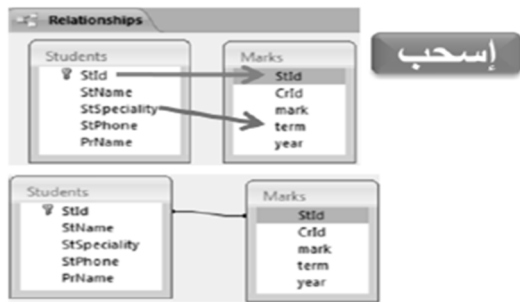 Relationships
إسحب
Students
StId
StName
StSpeciality
StPhone
PrName
Marks
StId
CrId
mark
term
year
Students
StId
StName
StSpeciality
StPhone
PrName
Marks
StId
CrId
mark
term
year